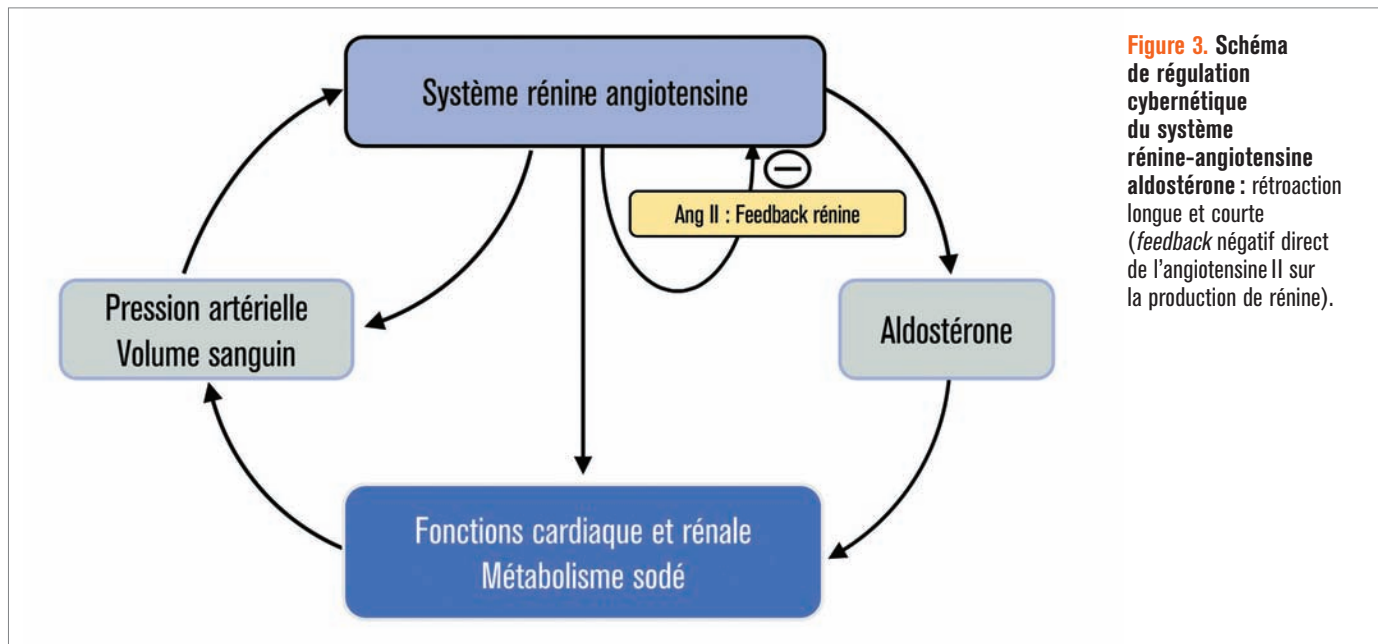 Système rénine angiotensine
⊖
Ang II : Feedback rénine
Pression artérielle
Volume sanguin
Aldostérone
Fonctions cardiaque et rénale
Métabolisme sodé
Figure 3. Schéma
de régulation
cybernétique
du système
rénine-angiotensine
aldostérone : rétroaction
longue et courte
(feedback négatif direct
de l'angiotensine II sur
la production de rénine).